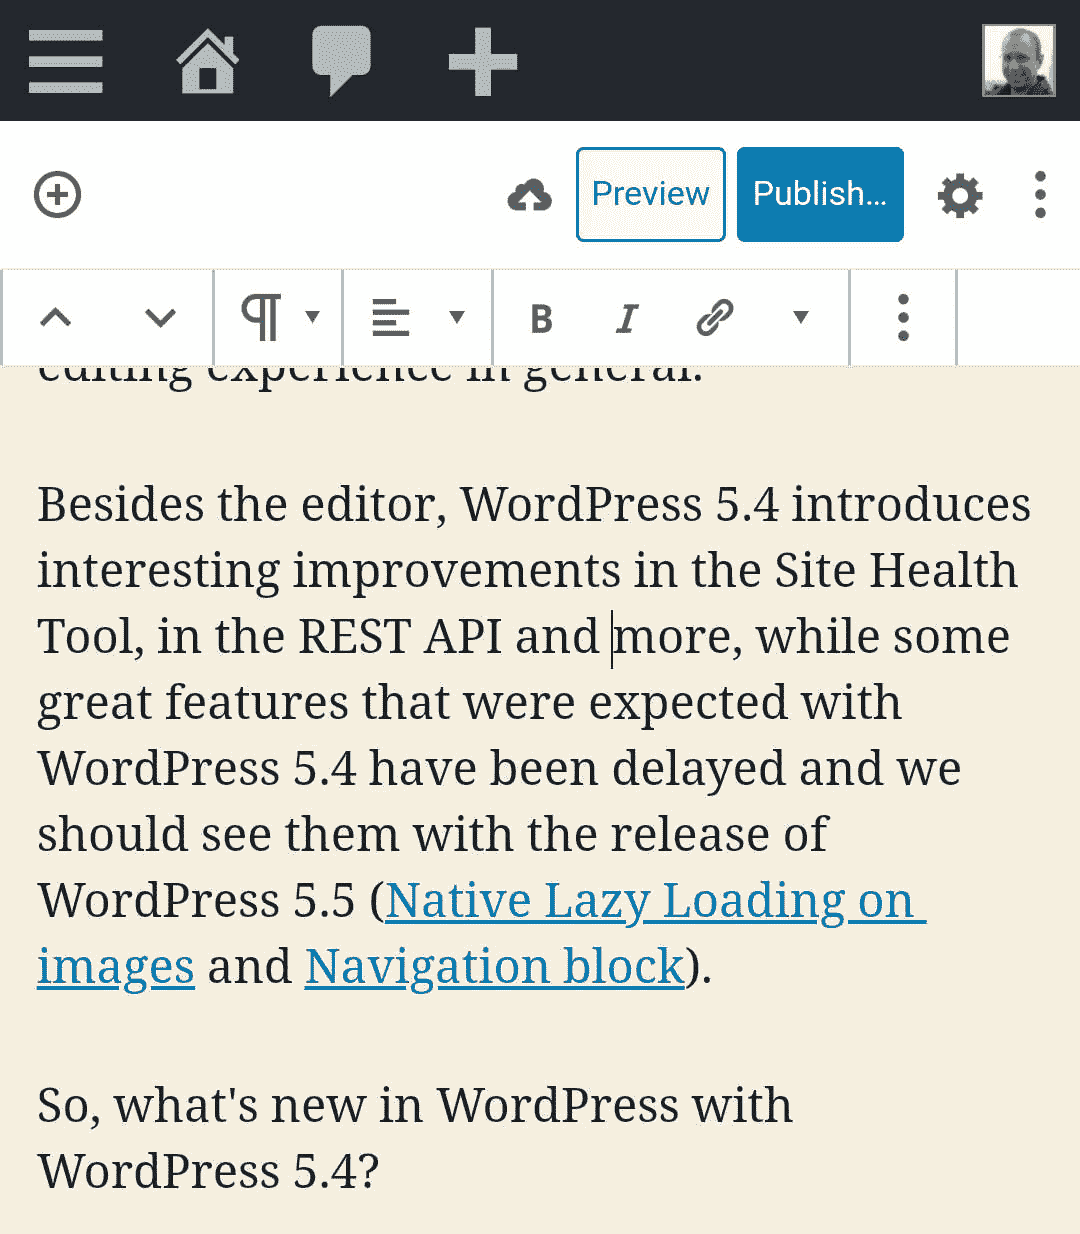 Preview Publish...
B I
editing experience in general.
Besides the editor, WordPress 5.4 introduces
interesting improvements in the Site Health
Tool, in the REST API and more, while some
great features that were expected with
WordPress 5.4 have been delayed and we
should see them with the release of
WordPress 5.5 (Native Lazy Loading on
images and Navigation block).
So, what's new in WordPress with
WordPress 5.4?